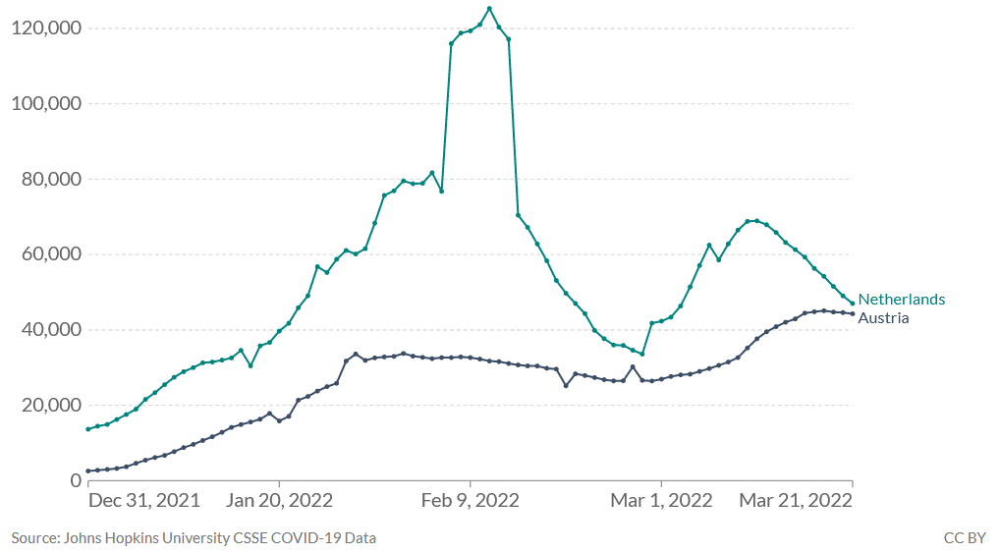 120,000
100,000
80,000
60,000
40,000
20,000
0
Netherlands
Austria
Dec 31, 2021 Jan 20, 2022 Feb 9, 2022 Mar 1, 2022 Mar 21, 2022
Source: Johns Hopkins University CSSE COVID-19 Data CC BY